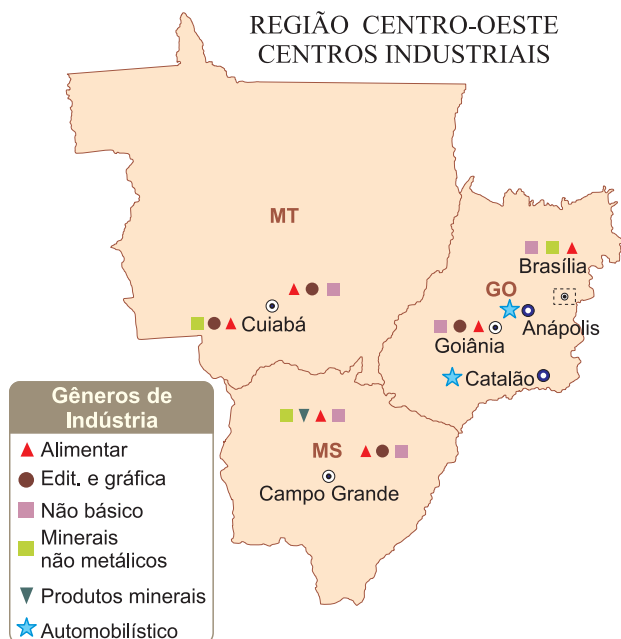 REGIÃO CENTRO-OESTE
CENTROS INDUSTRIAIS
MT
Brasília
GO
Cuiabá
Goiânia
Anápolis
Catalão
MS
Campo Grande
Gêneros de
Indústria
Alimentar
Edit. e gráfica
Não básico
Minerais
não metálicos
Produtos minerais
Automobilístico